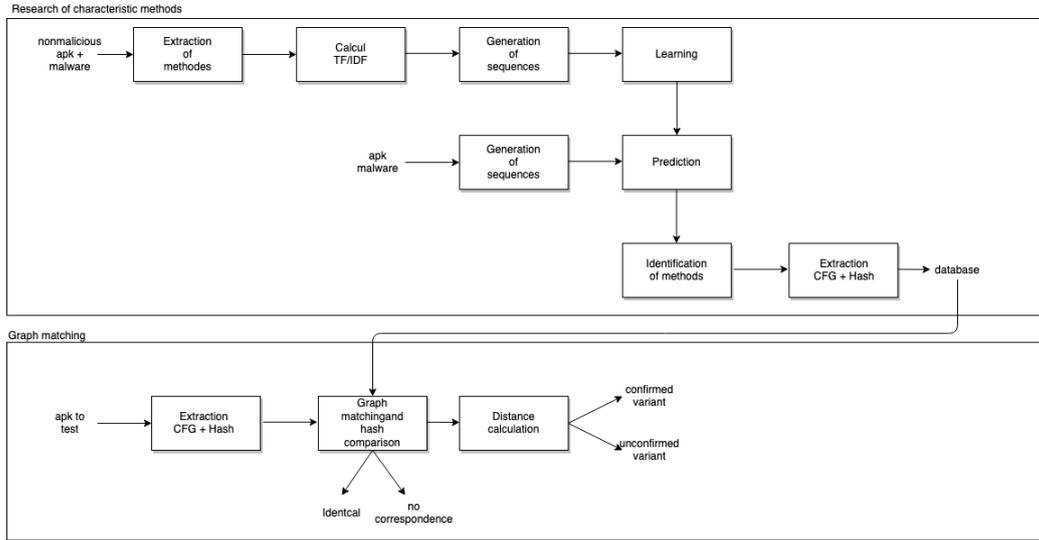 Research of characteristic methods
nonmalicious
apk +
malware
Extraction
of
methodes
Calcul
TF/IDF
Generation
of
sequences
Learning
apk
malware
Generation
of
sequences
Prediction
Identification
of methods
Extraction
CFG + Hash
database
Graph matching
apk to
test
Extraction
CFG + Hash
Graph
matchingand
hash
comparison
Distance
calculation
confirmed
variant
unconfirmed
variant
Identcal
no
correspondence